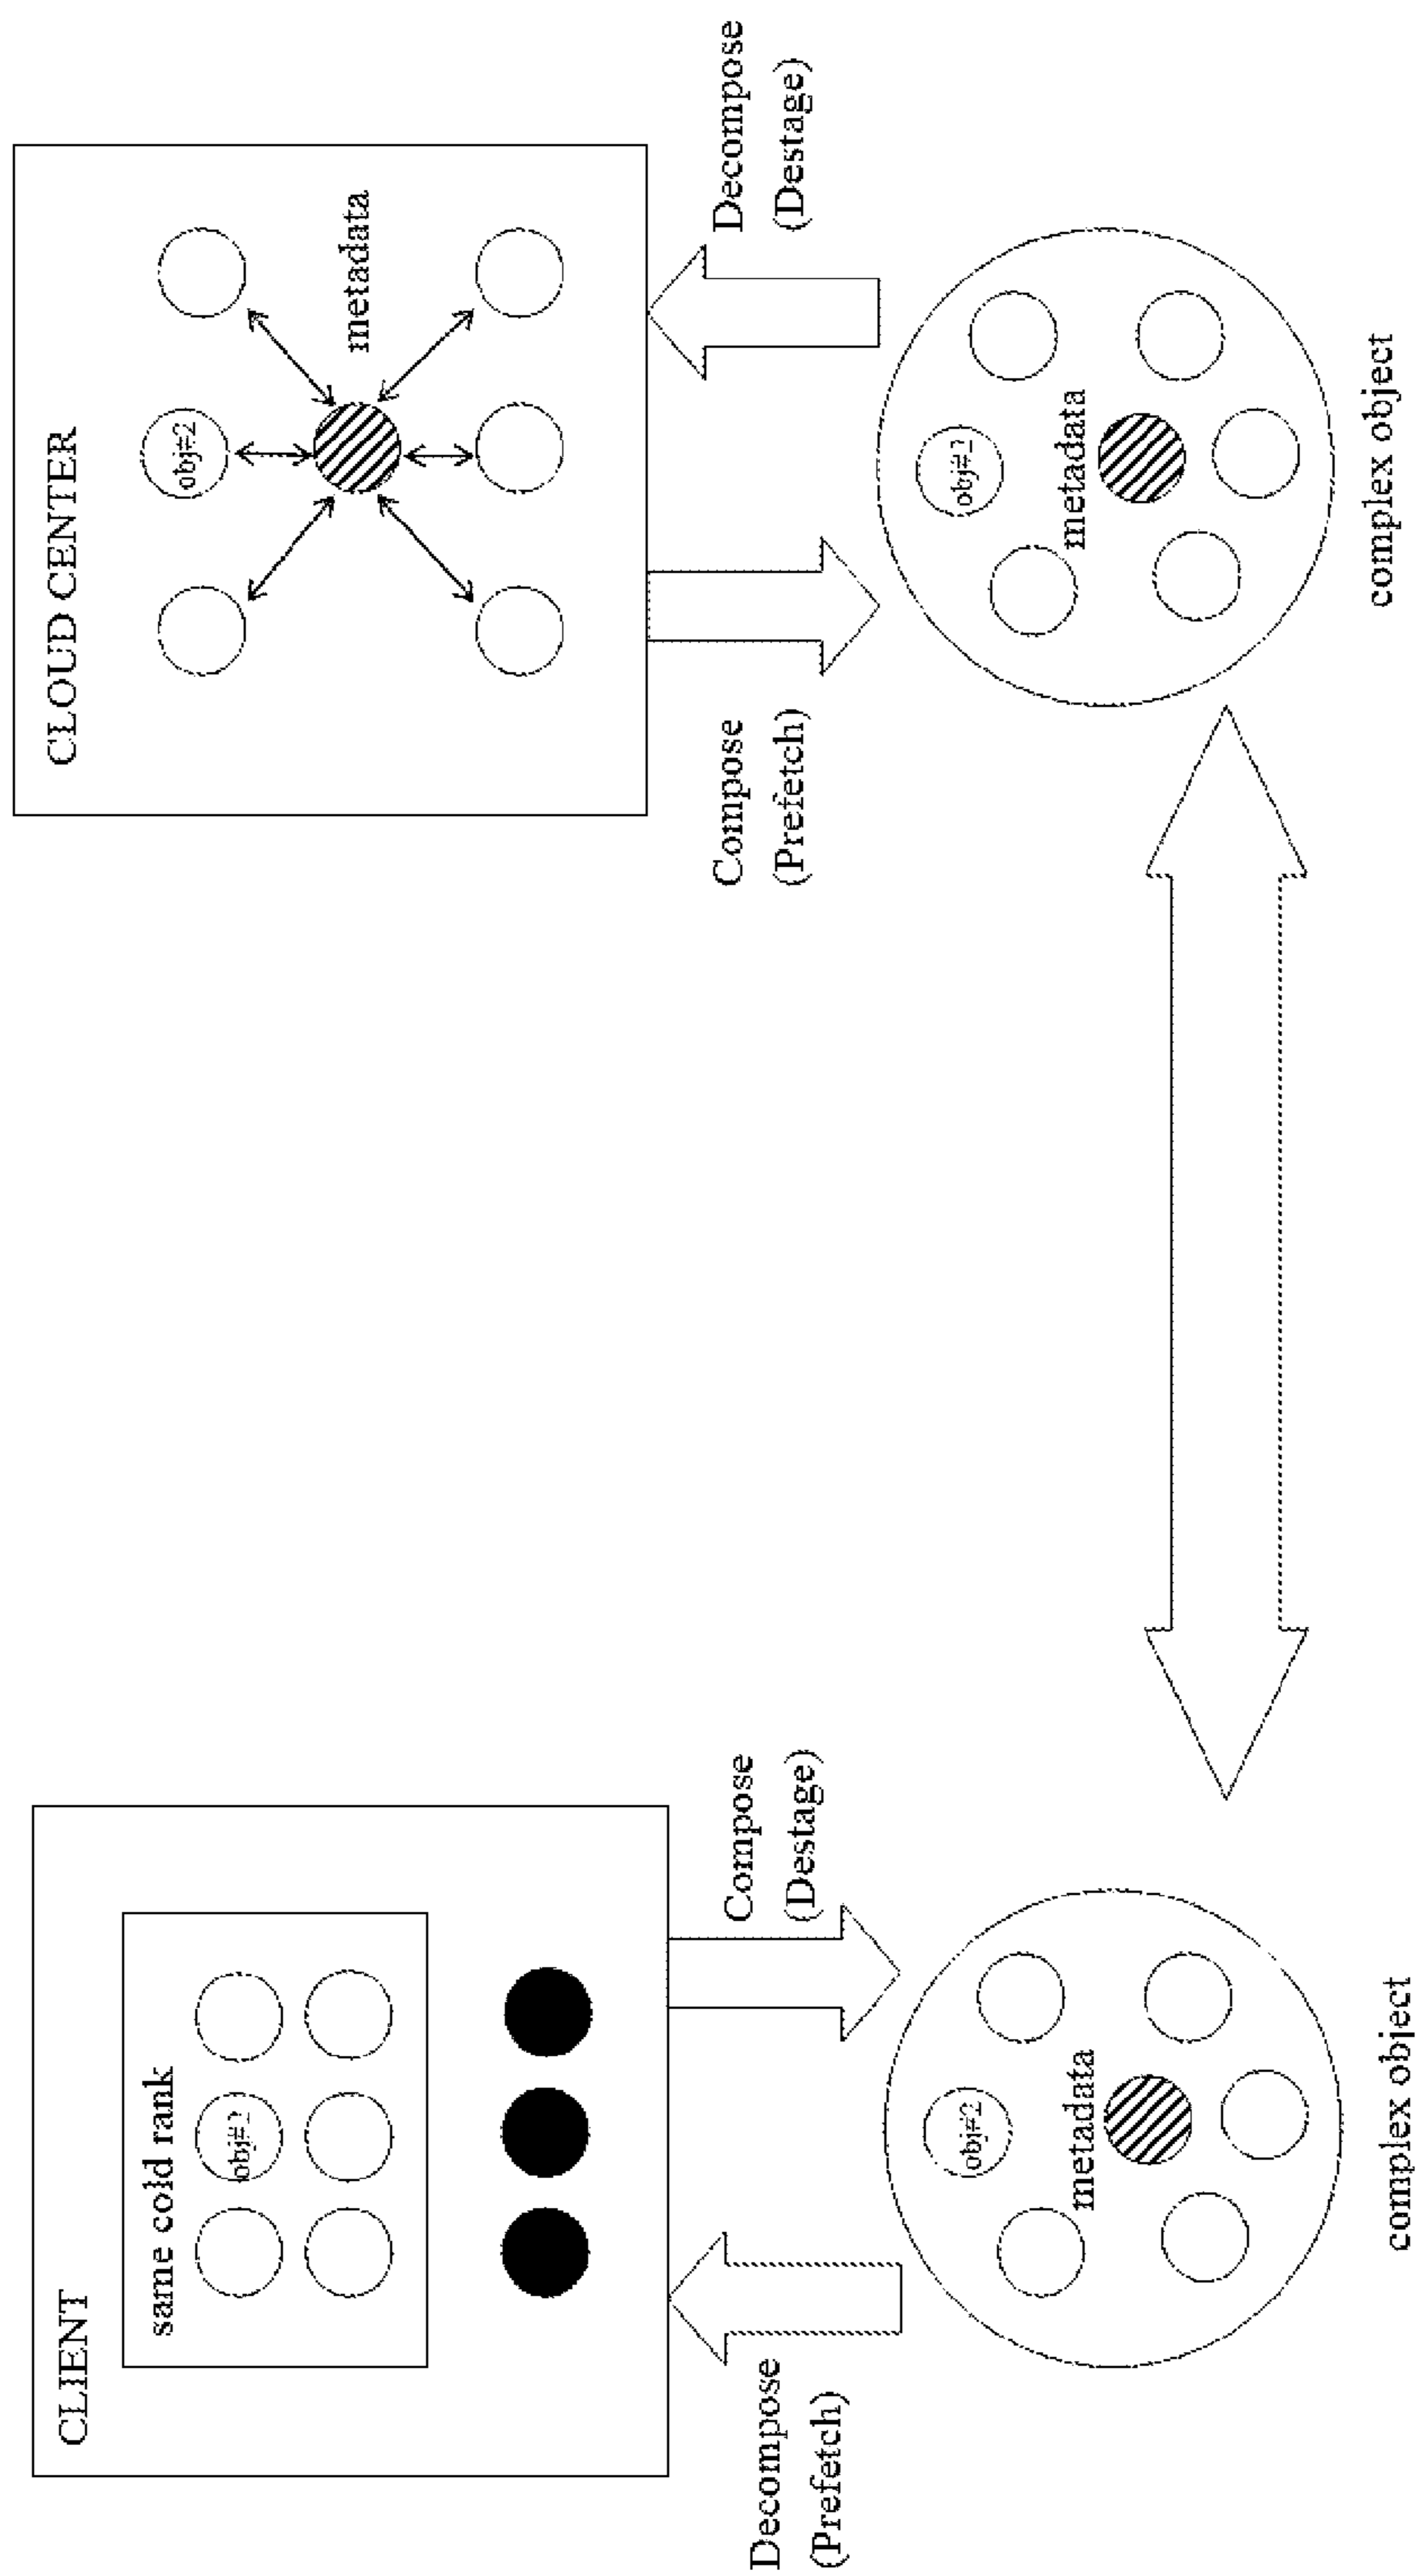 CLIENT
same cold rank
obj#2
Decompose
(Prefetch)
Compose
(Destage)
obj#2
metadata
complex object
CLOUD CENTER
obj#2
metadata
Compose
(Prefetch)
Decompose
(Destage)
obj#2
metadata
complex object